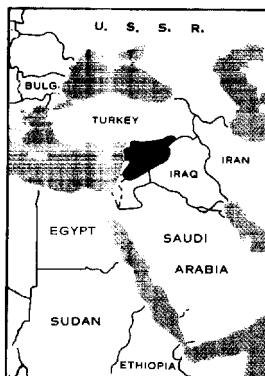 U. S. S. R.
BULG.
TURKEY
IRAN
IRAQ
EGYPT
SAUDI
ARABIA
SUDAN
ETHIOPIA